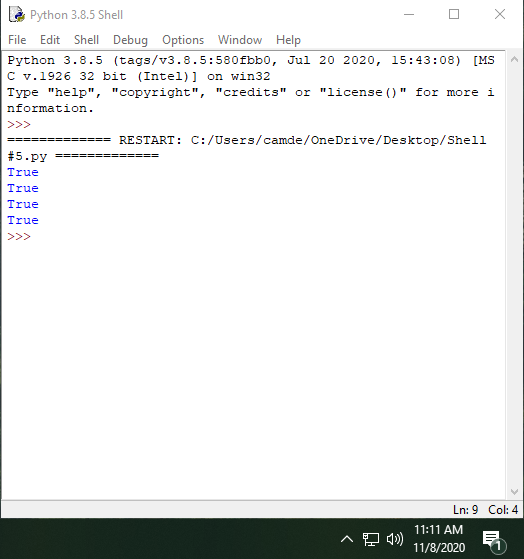 Python 3.8.5 Shell
File Edit Shell Debug Options Window Help
Python 3.8.5 (tags/v3.8.5:580fbb0, Jul 20 2020, 15:43:08) [MS
C v.1926 32 bit (Intel)] on win32
Type "help", "copyright", "credits" or "license()" for more i
nformation.
>>>
============= RESTART: C:/Users/camde/OneDrive/Desktop/Shell
#5.py =============
True
True
True
True
>>>
Ln: 9 Col: 4
11:11 AM
11/8/2020
1